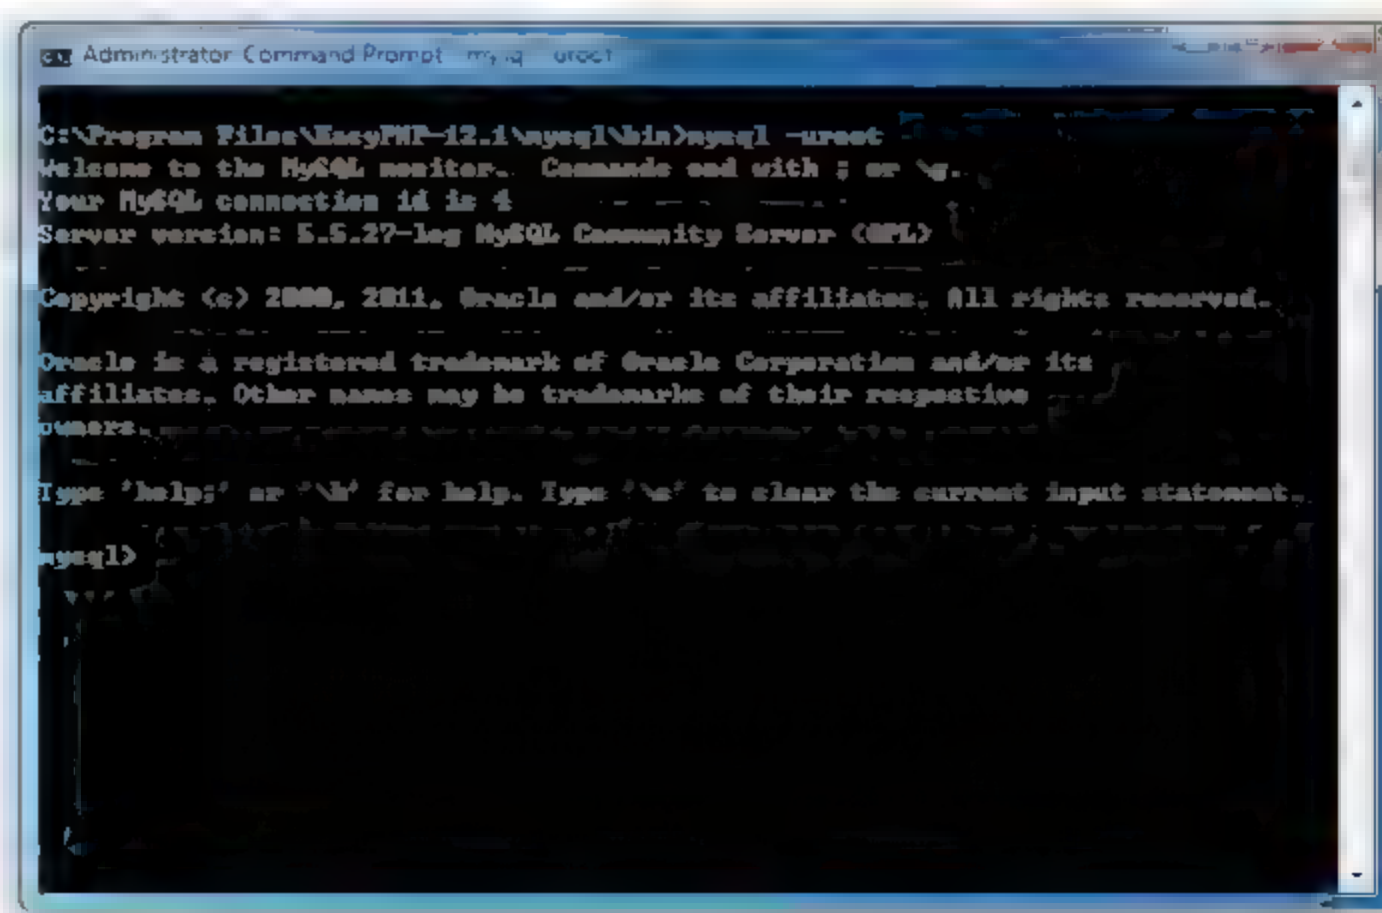 Administrator Command Prompt mysql uroot
C:\Program Files\EasyPHP-12.1\mysql\bin>mysql -uroot
Welcome to the MySQL monitor.  Commands end with ; or \g.
Your MySQL connection id is 4
Server version: 5.5.27-log MySQL Community Server (GPL)
Copyright (c) 2000, 2011, Oracle and/or its affiliates. All rights reserved.
Oracle is a registered trademark of Oracle Corporation and/or its
affiliates. Other names may be trademarks of their respective
owners.
Type 'help;' or '\h' for help. Type '\c' to clear the current input statement.
mysql>